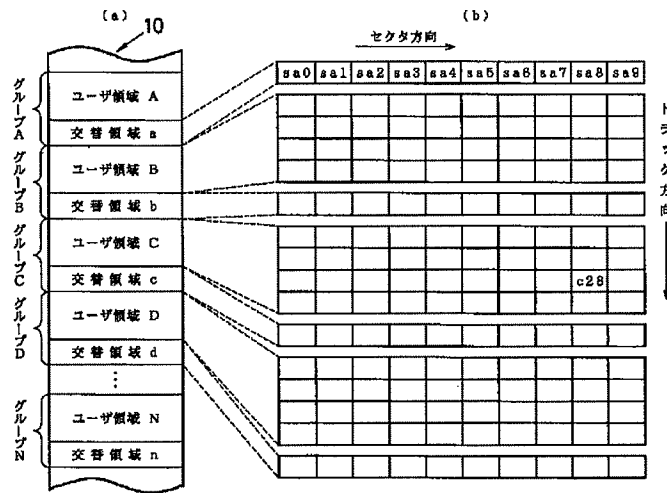 (a)
10
グループA
ユーザ領域 A
交替領域 a
グループB
ユーザ領域 B
交替領域 b
グループC
ユーザ領域 C
交替領域 c
グループD
ユーザ領域 D
交替領域 d
⋮
グループN
ユーザ領域 N
交替領域 n
(b)
セクタ方向
sa0 sa1 sa2 sa3 sa4 sa5 sa6 sa7 sa8 sa9
トラック方向
c28